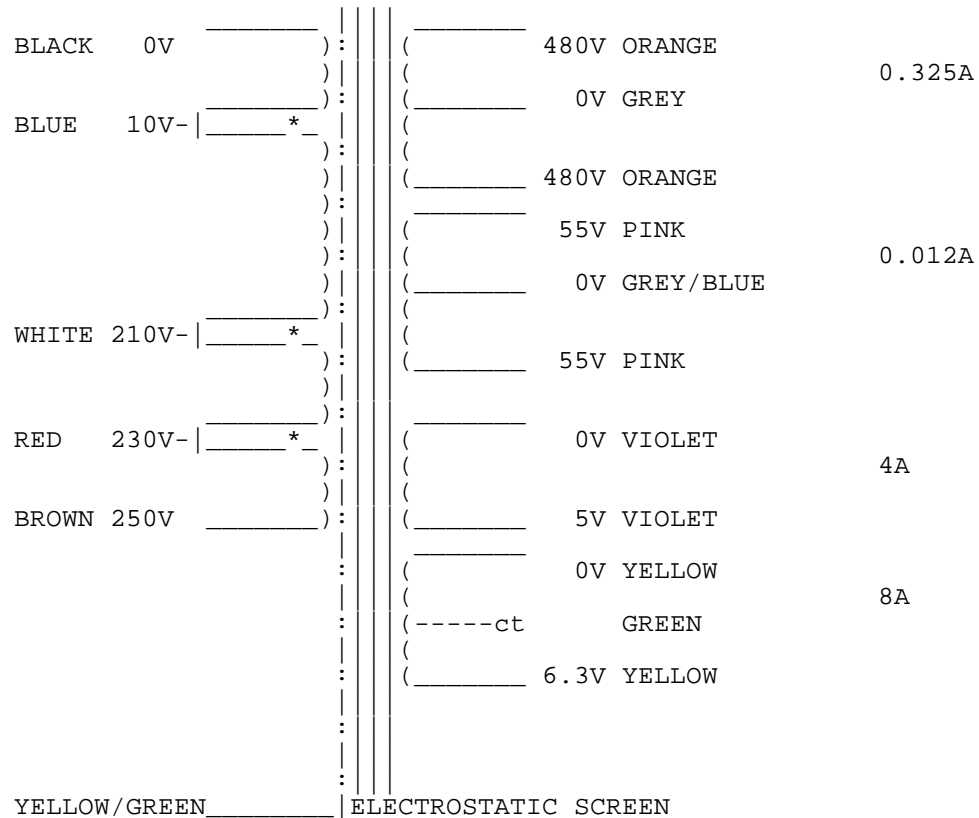 BLACK 0V 480V ORANGE
0.325A
0V GREY
BLUE 10V
480V ORANGE
55V PINK
0.012A
0V GREY/BLUE
WHITE 210V
55V PINK
RED 230V 0V VIOLET
4A
BROWN 250V 5V VIOLET
0V YELLOW
8A
ct GREEN
6.3V YELLOW
YELLOW/GREEN ELECTROSTATIC SCREEN